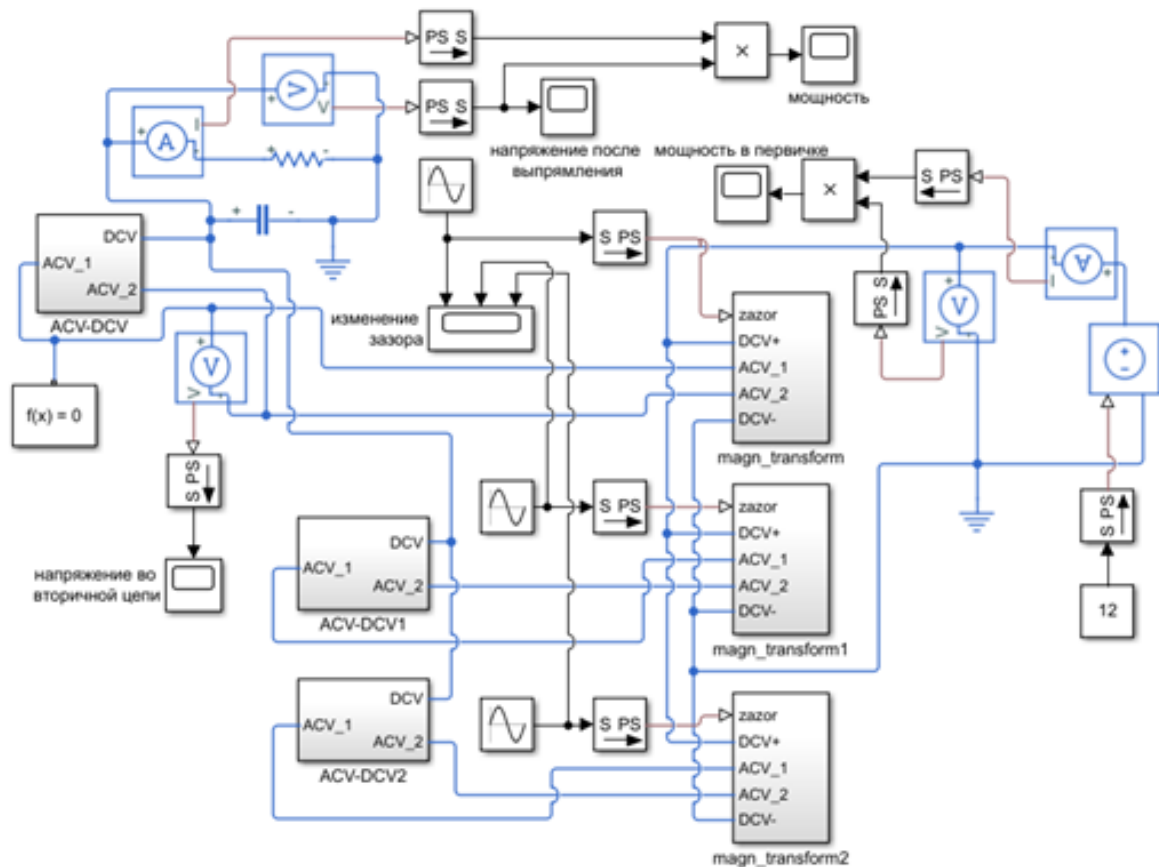 PS S
PS S
×
мощность
V
+
-
V
A
+
-
I
+
-
напряжение после
выпрямления
мощность в первичке
×
S PS
S PS
DCV
ACV_1
ACV_2
ACV-DCV
+
-
изменение
зазора
zazor
DCV+
ACV_1
ACV_2
DCV-
magn_transform
PS S
V
+
-
V
A
+
-
I
+
-
f(x) = 0
V
+
-
V
S PS
напряжение во
вторичной цепи
S PS
zazor
DCV+
ACV_1
ACV_2
DCV-
magn_transform1
DCV
ACV_1
ACV_2
ACV-DCV1
S PS
12
DCV
ACV_1
ACV_2
ACV-DCV2
S PS
zazor
DCV+
ACV_1
ACV_2
DCV-
magn_transform2